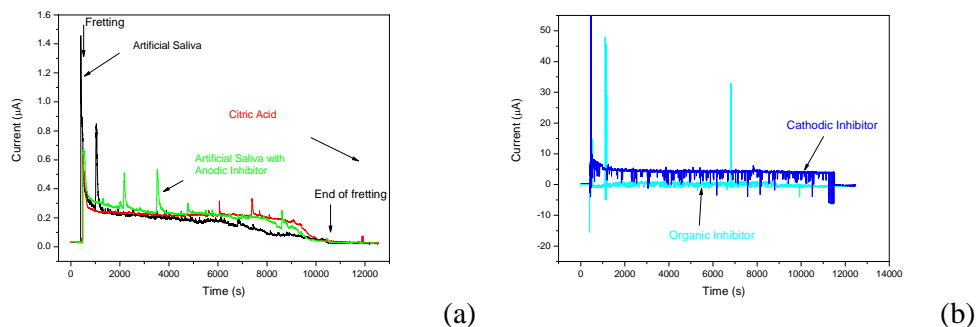 Fretting
Artificial Saliva
Citric Acid
Artificial Saliva with
Anodic Inhibitor
End of fretting
1.6
1.4
1.2
1.0
0.8
0.6
0.4
0.2
0.0
Current (µA)
0 2000 4000 6000 8000 10000 12000
Time (s)
(a)
50
40
30
20
10
0
-10
-20
Current (µA)
Cathodic Inhibitor
Organic Inhibitor
0 2000 4000 6000 8000 10000 12000 14000
Time (s)
(b)